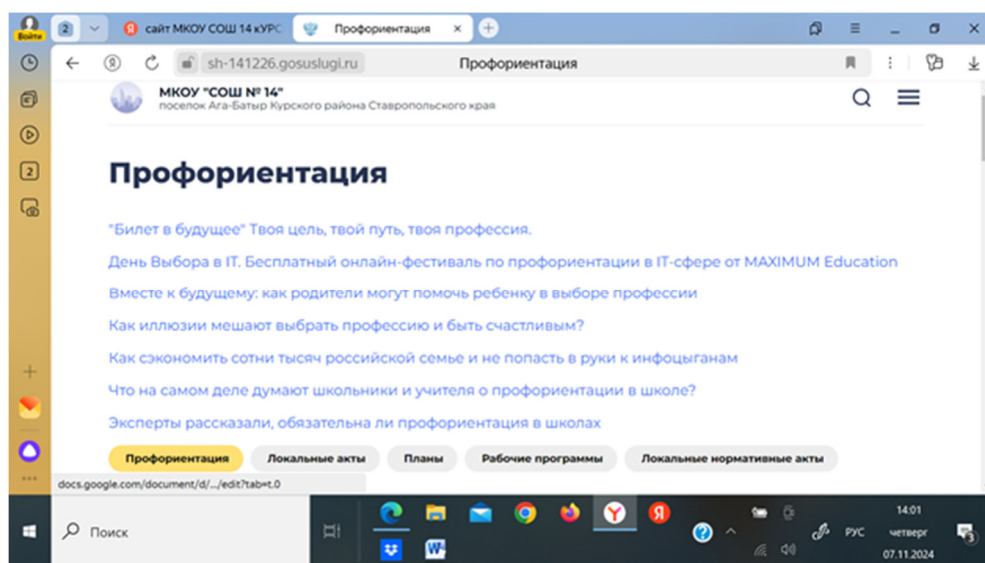 Войти
2
сайт МКОУ СОШ 14 кУРС
Профориентация
sh-141226.gosuslugi.ru
Профориентация
МКОУ "СОШ № 14"
поселок Ага-Батыр Курского района Ставропольского края
2
Профориентация
"Билет в будущее" Твоя цель, твой путь, твоя профессия.
День Выбора в IT. Бесплатный онлайн-фестиваль по профориентации в IT-сфере от MAXIMUM Education
Вместе к будущему: как родители могут помочь ребенку в выборе профессии
Как иллюзии мешают выбрать профессию и быть счастливым?
Как сэкономить сотни тысяч российской семье и не попасть в руки к инфоцыганам
Что на самом деле думают школьники и учителя о профориентации в школе?
Эксперты рассказали, обязательна ли профориентация в школах
Профориентация Локальные акты Планы Рабочие программы Локальные нормативные акты
docs.google.com/document/d/.../edit?tab=t.0
Поиск
РУС
14:01
четверг
07.11.2024
3